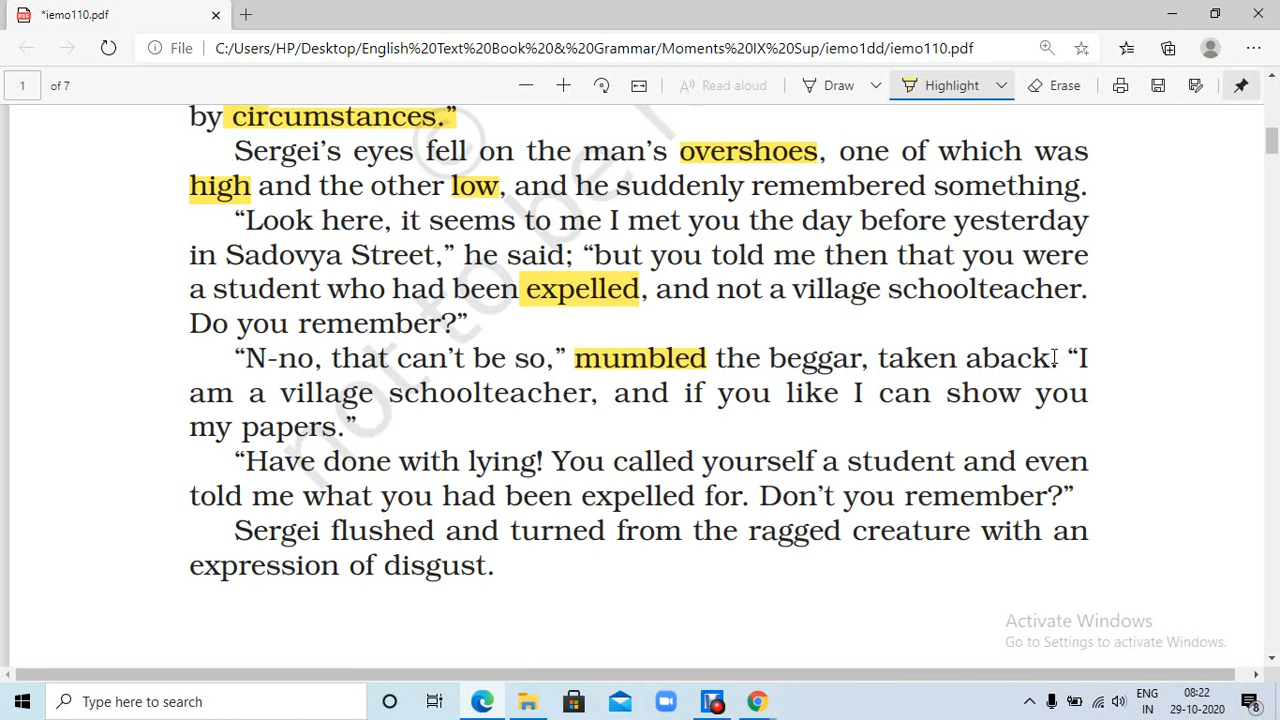 *iemo110.pdf
File
C:/Users/HP/Desktop/English%20Text%20Book%20&%20Grammar/Moments%20IX%20Sup/iemo1dd/iemo110.pdf
1 of 7
Read aloud
Draw
Highlight
Erase
by circumstances.”
Sergei’s eyes fell on the man’s overshoes, one of which was
high and the other low, and he suddenly remembered something.
“Look here, it seems to me I met you the day before yesterday
in Sadovya Street,” he said; “but you told me then that you were
a student who had been expelled, and not a village schoolteacher.
Do you remember?”
“N-no, that can’t be so,” mumbled the beggar, taken aback. “I
am a village schoolteacher, and if you like I can show you
my papers.”
“Have done with lying! You called yourself a student and even
told me what you had been expelled for. Don’t you remember?”
Sergei flushed and turned from the ragged creature with an
expression of disgust.
©
not to be r
Activate Windows
Go to Settings to activate Windows.
Type here to search
ENG
IN
08:22
29-10-2020
8